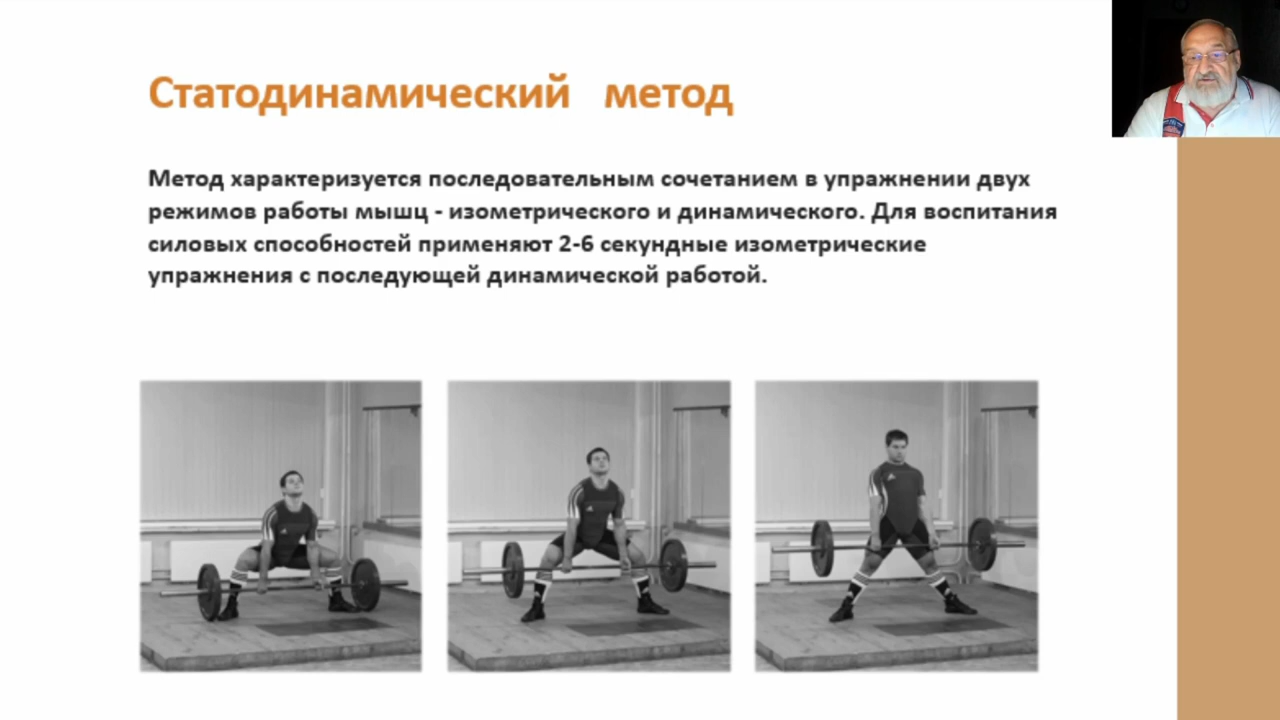 Статодинамический метод
Метод характеризуется последовательным сочетанием в упражнении двух
режимов работы мышц - изометрического и динамического. Для воспитания
силовых способностей применяют 2-6 секундные изометрические
упражнения с последующей динамической работой.